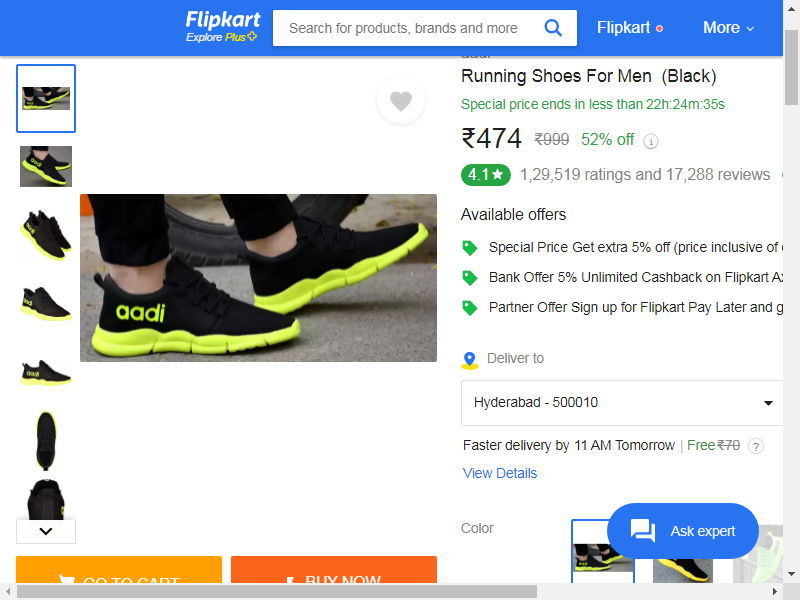 Flipkart
Explore Plus
Search for products, brands and more
Flipkart
More
aadi
Running Shoes For Men (Black)
Special price ends in less than 22h:24m:35s
₹474 ₹999 52% off i
4.1★ 1,29,519 ratings and 17,288 reviews
Available offers
Special Price Get extra 5% off (price inclusive of
Bank Offer 5% Unlimited Cashback on Flipkart
Partner Offer Sign up for Flipkart Pay Later and
aadi
Deliver to
Hyderabad - 500010
Faster delivery by 11 AM Tomorrow | Free ₹70 ?
View Details
Color
Ask expert
GO TO CART
BUY NOW